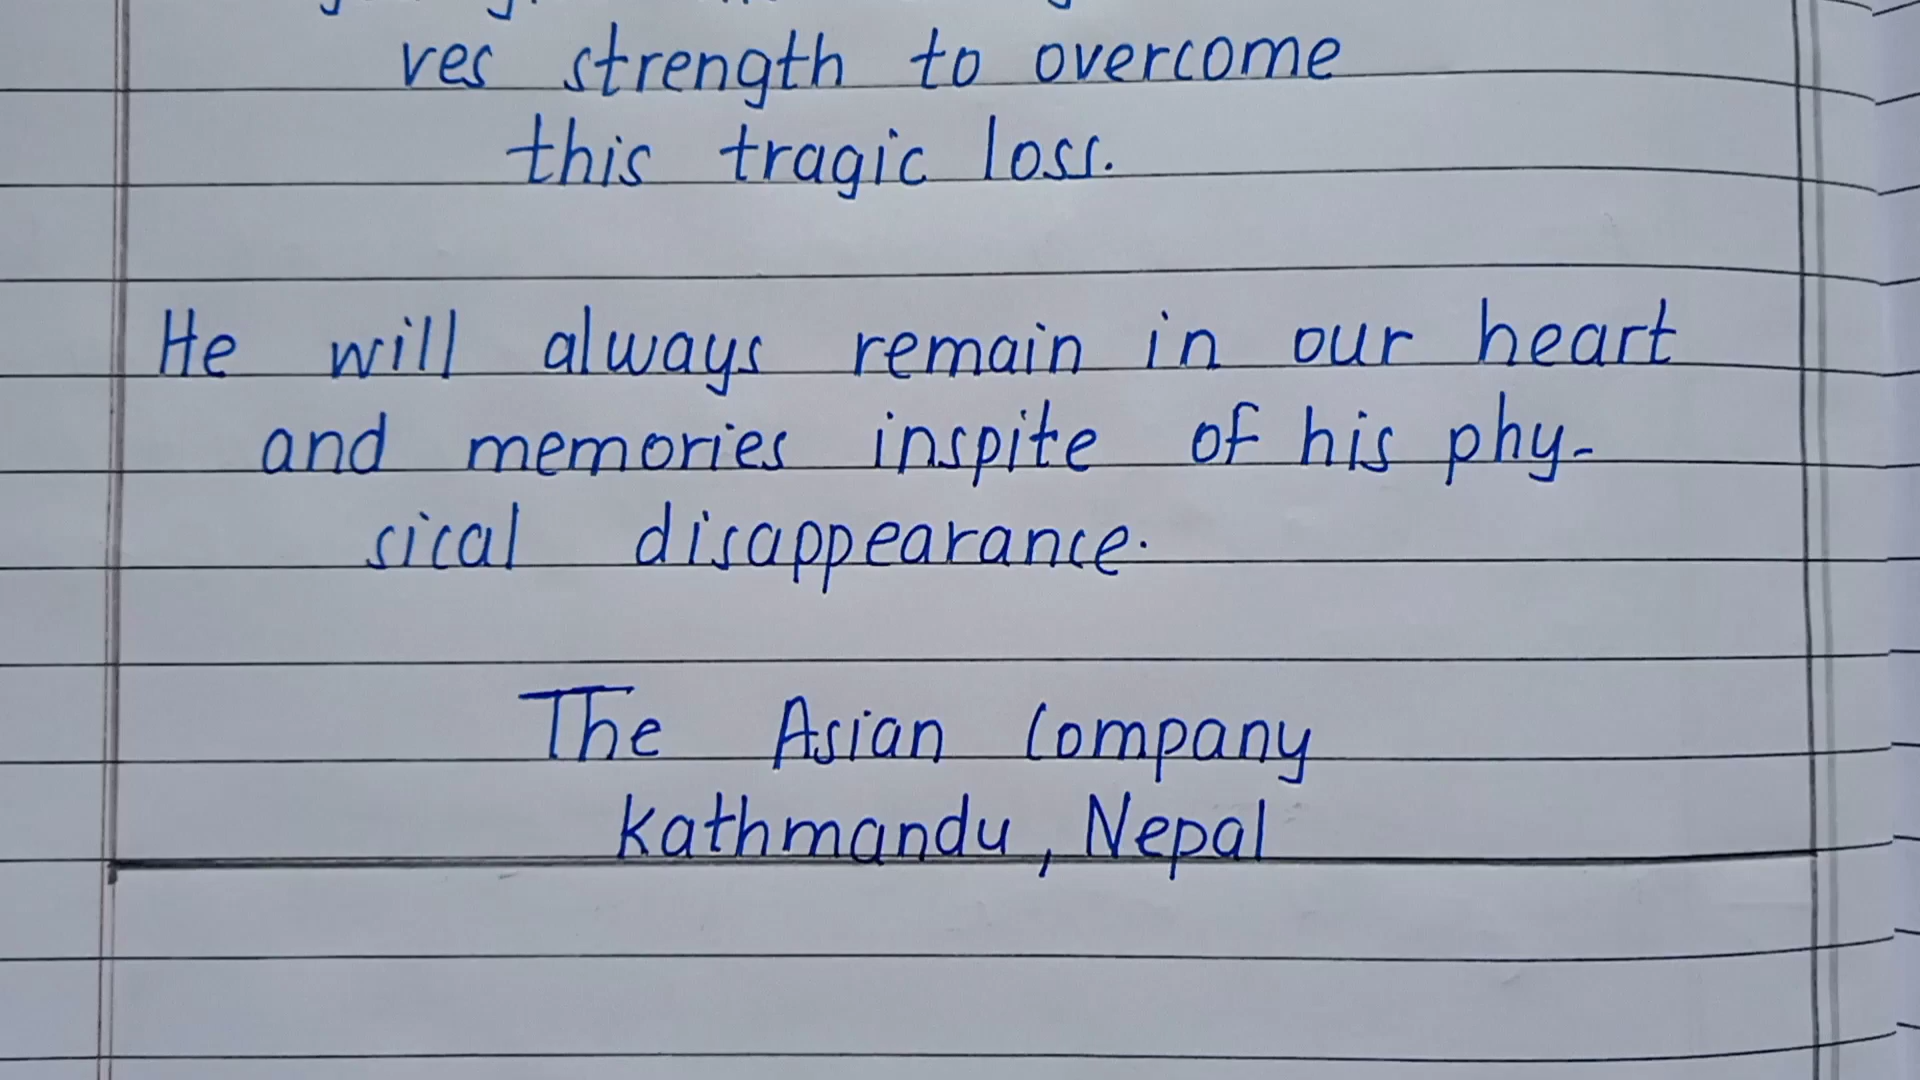 ves strength to overcome
this tragic loss.
He will always remain in our heart
and memories inspite of his phy-
sical disappearance.
The Asian Company
Kathmandu, Nepal